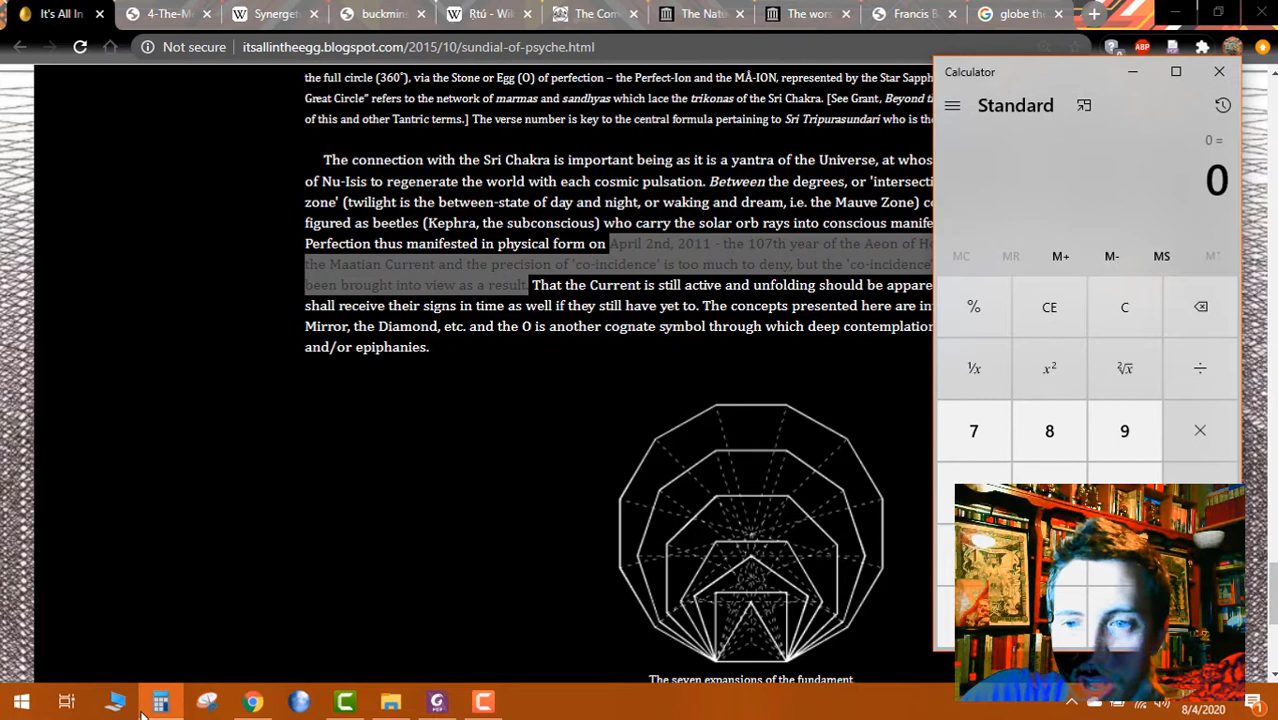 It's All In
4-The-M
Synerget
buckmins
Ṛtú - Wik
The Com
The Natu
The wors
Francis B
globe the
Not secure
itsallintheegg.blogspot.com/2015/10/sundial-of-psyche.html
ABP
the full circle (360°), via the Stone or Egg (O) of perfection – the Perfect-Ion and the MÅ-ION, represented by the Star Sapph
Great Circle" refers to the network of marmas and sandhyas which lace the trikonas of the Sri Chakra. [See Grant, Beyond t
of this and other Tantric terms.] The verse number is key to the central formula pertaining to Sri Tripurasundari who is the
The connection with the Sri Chakra is important being as it is a yantra of the Universe, at whos
of Nu-Isis to regenerate the world with each cosmic pulsation. Between the degrees, or 'intersecti
zone' (twilight is the between-state of day and night, or waking and dream, i.e. the Mauve Zone) c
figured as beetles (Kephra, the subconscious) who carry the solar orb rays into conscious manife
Perfection thus manifested in physical form on April 2nd, 2011 - the 107th year of the Aeon of Ho
the Maatian Current and the precision of 'co-incidence' is too much to deny, but the 'co-incidence'
been brought into view as a result. That the Current is still active and unfolding should be appare
shall receive their signs in time as well if they still have yet to. The concepts presented here are in
Mirror, the Diamond, etc. and the O is another cognate symbol through which deep contemplation
and/or epiphanies.
The seven expansions of the fundament
Calculator
Standard
0 =
0
MC MR M+ M- MS M˅
% CE C
¹/x x² ²√x ÷
7 8 9 ×
8/4/2020
1